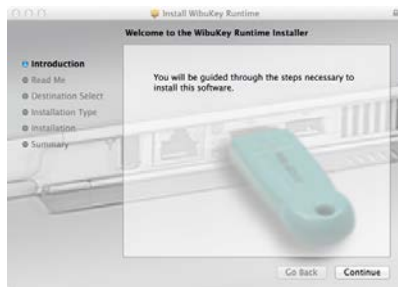 Install WibuKey Runtime
Welcome to the WibuKey Runtime Installer
Introduction
Read Me
Destination Select
Installation Type
Installation
Summary
You will be guided through the steps necessary to
install this software.
WibuKey
Go Back
Continue